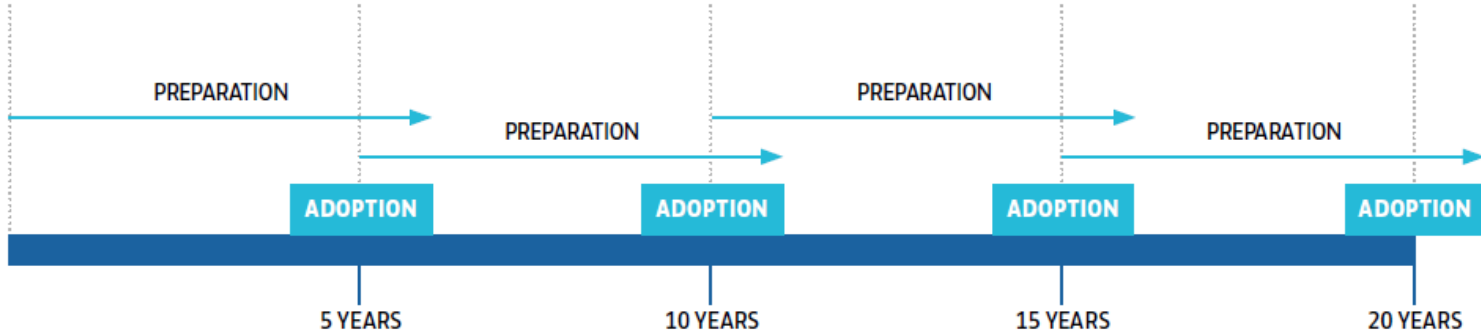 PREPARATION
PREPARATION
PREPARATION
PREPARATION
ADOPTION
ADOPTION
ADOPTION
ADOPTION
5 YEARS
10 YEARS
15 YEARS
20 YEARS